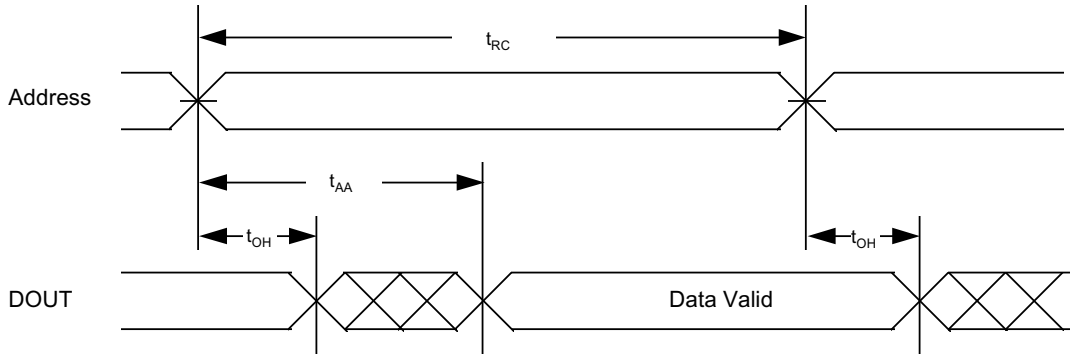 tRC
Address
tAA
tOH
tOH
DOUT
Data Valid